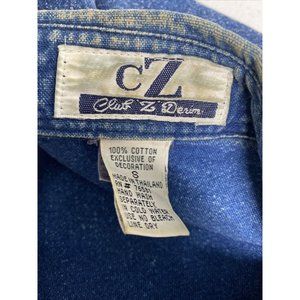 CZ
Club Z Denim
100% COTTON
EXCLUSIVE OF
DECORATION
S
MADE IN THAILAND
HAND WASH
SEPARATELY
IN COLD WATER
USE NO BLEACH
LINE DRY